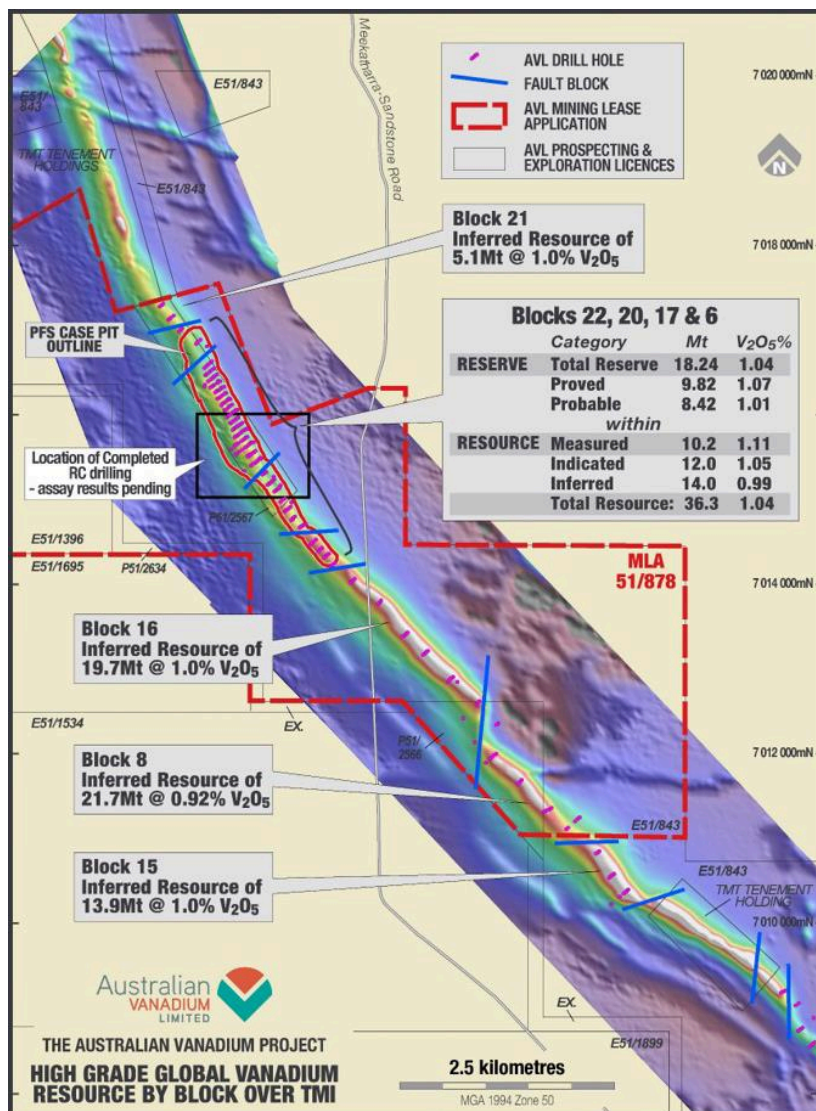 AVL DRILL HOLE
FAULT BLOCK
AVL MINING LEASE
APPLICATION
AVL PROSPECTING &
EXPLORATION LICENCES
7 020 000mN
N
E51/843
E51/
843
TMT TENEMENT
HOLDINGS
E51/843
Meekatharra-Sandstone Road
Block 21
Inferred Resource of
5.1Mt @ 1.0% V₂O₅
7 018 000mN
PFS CASE PIT
OUTLINE
Blocks 22, 20, 17 & 6
Category Mt V₂O₅%
RESERVE Total Reserve 18.24 1.04
Proved 9.82 1.07
Probable 8.42 1.01
within
RESOURCE Measured 10.2 1.11
Indicated 12.0 1.05
Inferred 14.0 0.99
Total Resource: 36.3 1.04
Location of Completed
RC drilling
- assay results pending
P51/2567
E51/1396
E51/1695
P51/2634
MLA
51/878
7 014 000mN
Block 16
Inferred Resource of
19.7Mt @ 1.0% V₂O₅
E51/1534
EX.
P51/
2566
7 012 000mN
Block 8
Inferred Resource of
21.7Mt @ 0.92% V₂O₅
E51/843
Block 15
Inferred Resource of
13.9Mt @ 1.0% V₂O₅
E51/843
TMT TENEMENT
HOLDING
7 010 000mN
Australian
VANADIUM
LIMITED
THE AUSTRALIAN VANADIUM PROJECT
HIGH GRADE GLOBAL VANADIUM
RESOURCE BY BLOCK OVER TMI
EX.
E51/1899
2.5 kilometres
MGA 1994 Zone 50